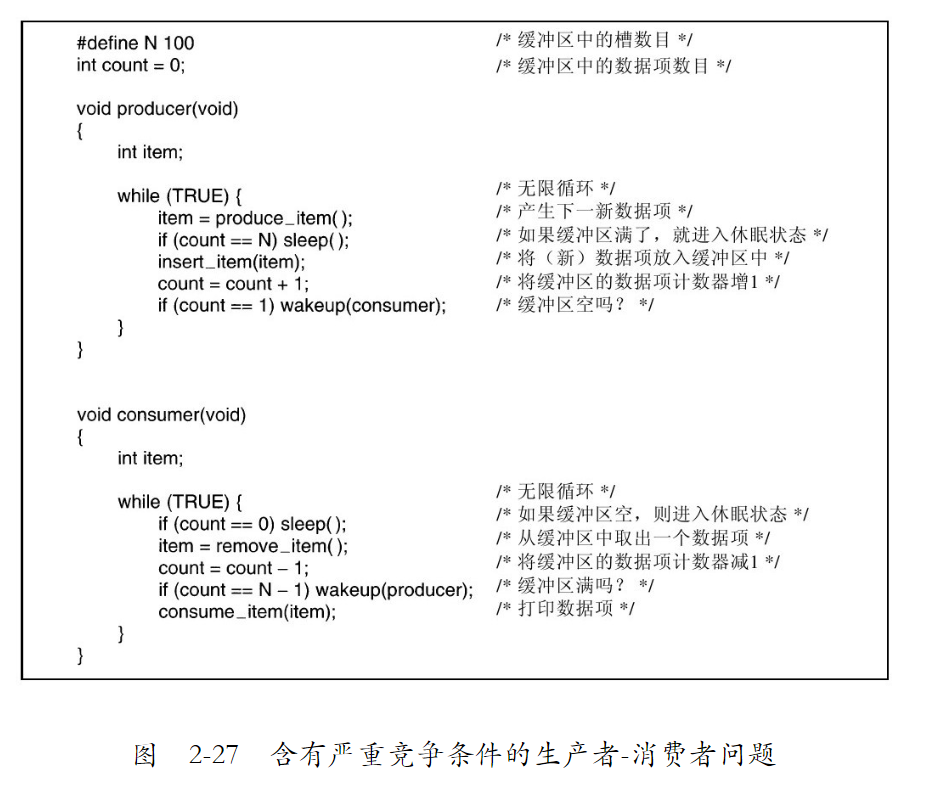 #define N 100 /* 缓冲区中的槽数目 */
int count = 0; /* 缓冲区中的数据项数目 */
void producer(void)
{
int item;
while (TRUE) { /* 无限循环 */
item = produce_item( ); /* 产生下一新数据项 */
if (count == N) sleep( ); /* 如果缓冲区满了，就进入休眠状态 */
insert_item(item); /* 将（新）数据项放入缓冲区中 */
count = count + 1; /* 将缓冲区的数据项计数器增1 */
if (count == 1) wakeup(consumer); /* 缓冲区空吗？ */
}
}
void consumer(void)
{
int item;
while (TRUE) { /* 无限循环 */
if (count == 0) sleep( ); /* 如果缓冲区空，则进入休眠状态 */
item = remove_item( ); /* 从缓冲区中取出一个数据项 */
count = count – 1; /* 将缓冲区的数据项计数器减1 */
if (count == N – 1) wakeup(producer); /* 缓冲区满吗？ */
consume_item(item); /* 打印数据项 */
}
}
图 2-27 含有严重竞争条件的生产者-消费者问题